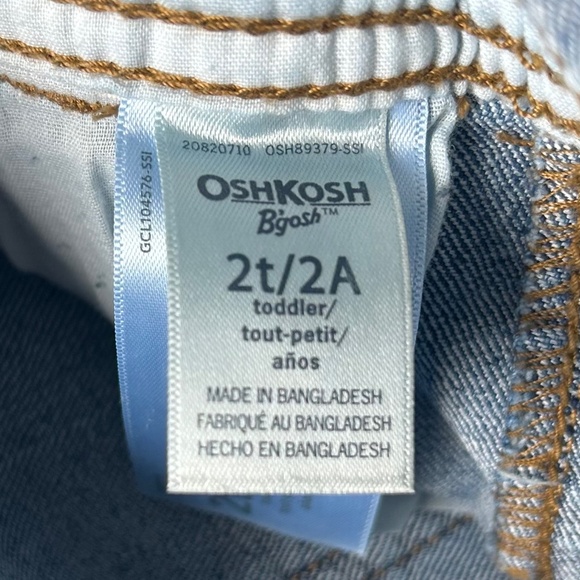 20820710 OSH89379-SSI
OSHKOSH
B'gosh™
2t/2A
toddler/
tout-petit/
años
MADE IN BANGLADESH
FABRIQUÉ AU BANGLADESH
HECHO EN BANGLADESH
GCL104576-SSI